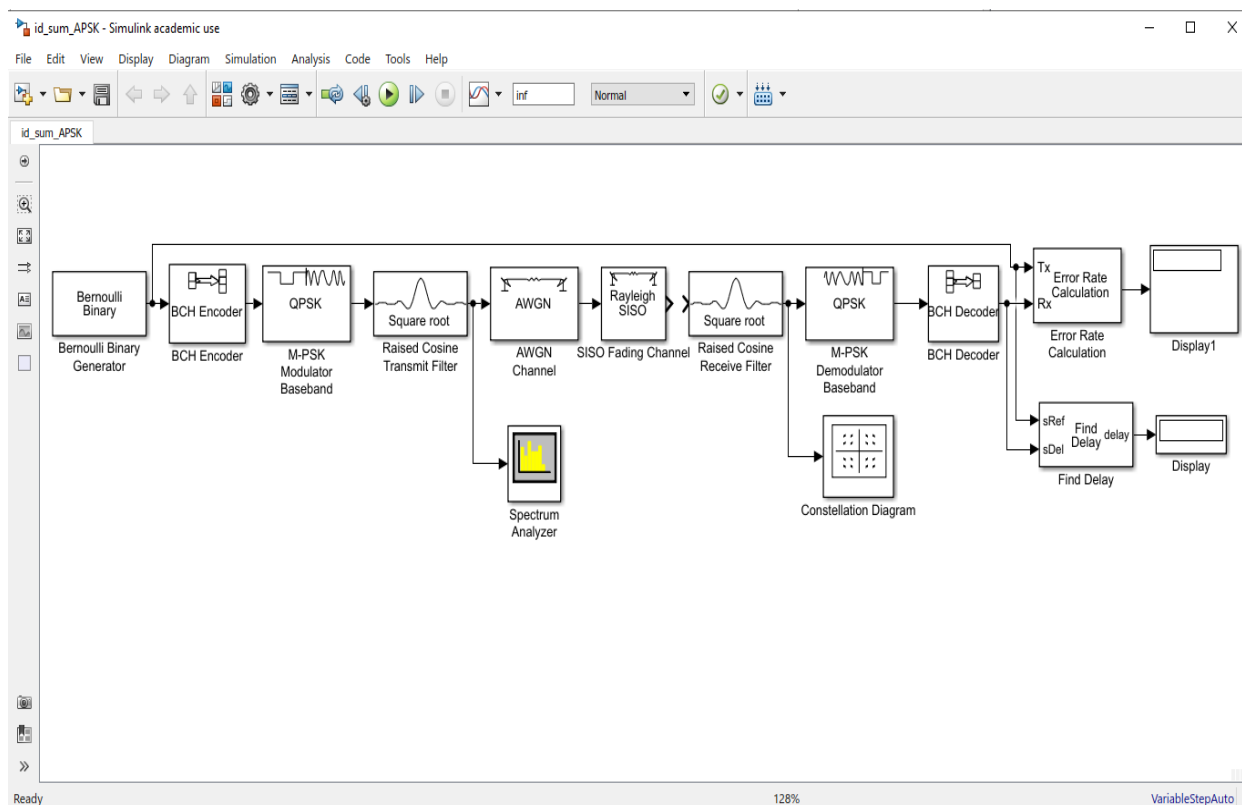 id_sum_APSK - Simulink academic use
File Edit View Display Diagram Simulation Analysis Code Tools Help
inf
Normal
id_sum_APSK
Bernoulli
Binary
Bernoulli Binary
Generator
BCH Encoder
BCH Encoder
QPSK
M-PSK
Modulator
Baseband
Square root
Raised Cosine
Transmit Filter
AWGN
AWGN
Channel
Rayleigh
SISO
SISO Fading Channel
Square root
Raised Cosine
Receive Filter
QPSK
M-PSK
Demodulator
Baseband
BCH Decoder
BCH Decoder
Tx
Rx
Error Rate
Calculation
Error Rate
Calculation
Display1
Spectrum
Analyzer
Constellation Diagram
sRef
sDel
Find
Delay
delay
Find Delay
Display
Ready
128%
VariableStepAuto